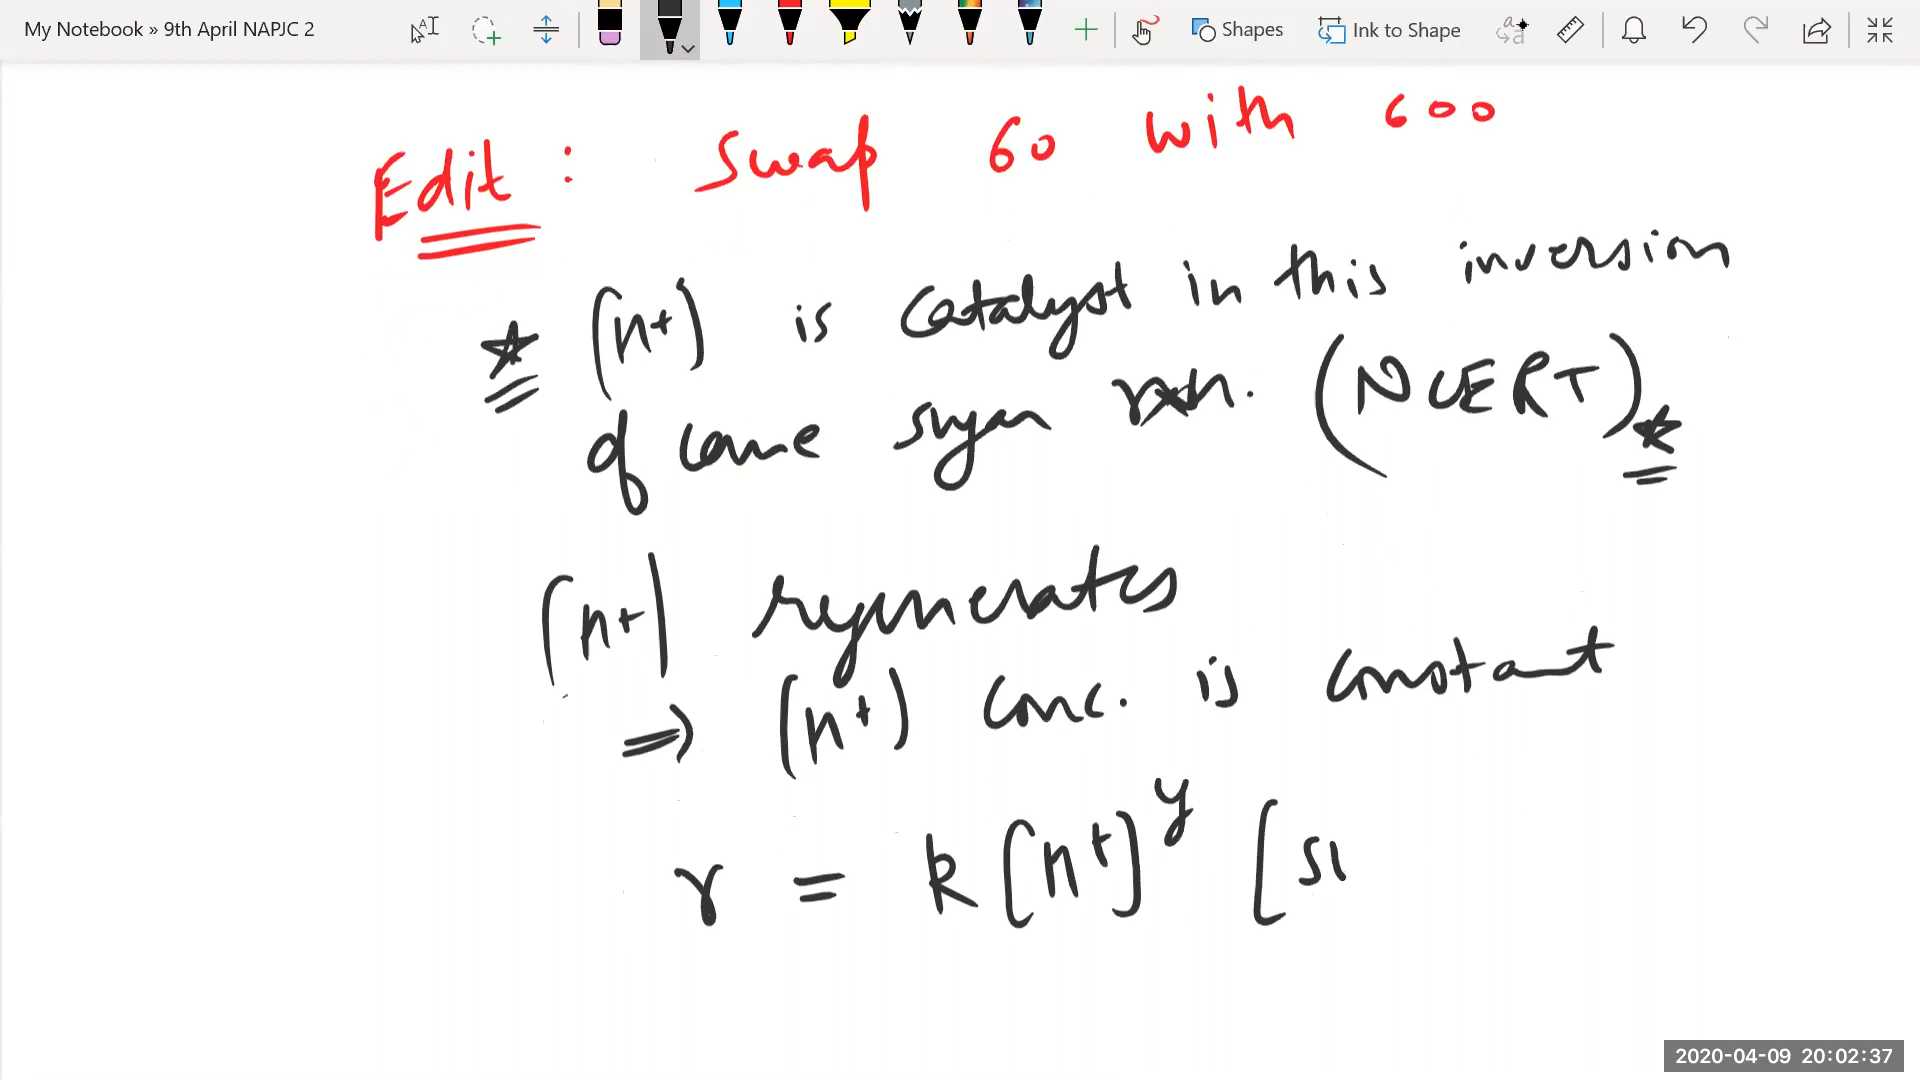 My Notebook » 9th April NAPJC 2
Shapes
Ink to Shape
Edit : Swap 60 with 600
(H+) is catalyst in this inversion
of cane sugar rxn. (NCERT)
(H+) regenerates
⇒ (H+) conc. is constant
r = k [H+]^y [su
2020-04-09 20:02:37